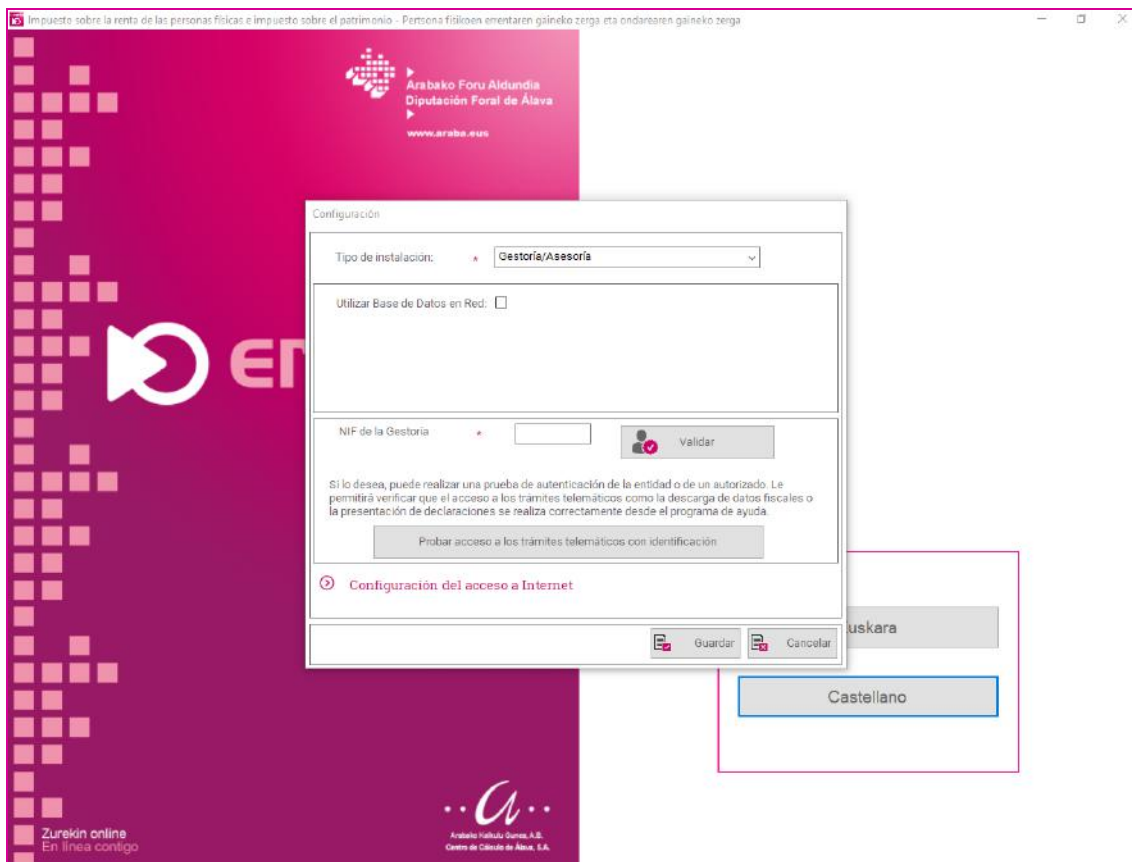 Impuesto sobre la renta de las personas físicas e impuesto sobre el patrimonio - Pertsona fisikoen errentaren gaineko zerga eta ondarearen gaineko zerga
Arabako Foru Aldundia
Diputación Foral de Álava
www.araba.eus
Configuración
Tipo de instalación: * Gestoría/Asesoría
Utilizar Base de Datos en Red:
er
NIF de la Gestoría * Validar
Si lo desea, puede realizar una prueba de autenticación de la entidad o de un autorizado. Le
permitirá verificar que el acceso a los trámites telemáticos como la descarga de datos fiscales o
la presentación de declaraciones se realiza correctamente desde el programa de ayuda.
Probar acceso a los trámites telemáticos con identificación
Configuración del acceso a Internet
Guardar Cancelar
uskara
Castellano
Zurekin online
En línea contigo
a
Arabako Kalkulu Gunea, A.B.
Centro de Cálculo de Álava, S.A.